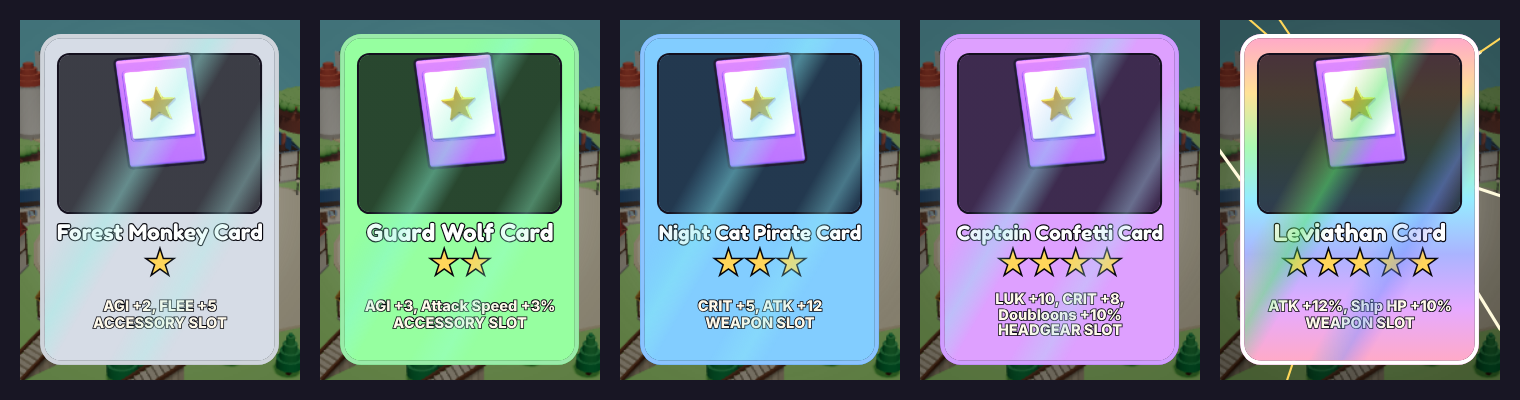 Forest Monkey Card
AGI +2, FLEE +5
ACCESSORY SLOT
Guard Wolf Card
AGI +3, Attack Speed +3%
ACCESSORY SLOT
Night Cat Pirate Card
CRIT +5, ATK +12
WEAPON SLOT
Captain Confetti Card
LUK +10, CRIT +8,
Doubloons +10%
HEADGEAR SLOT
Leviathan Card
ATK +12%, Ship HP +10%
WEAPON SLOT